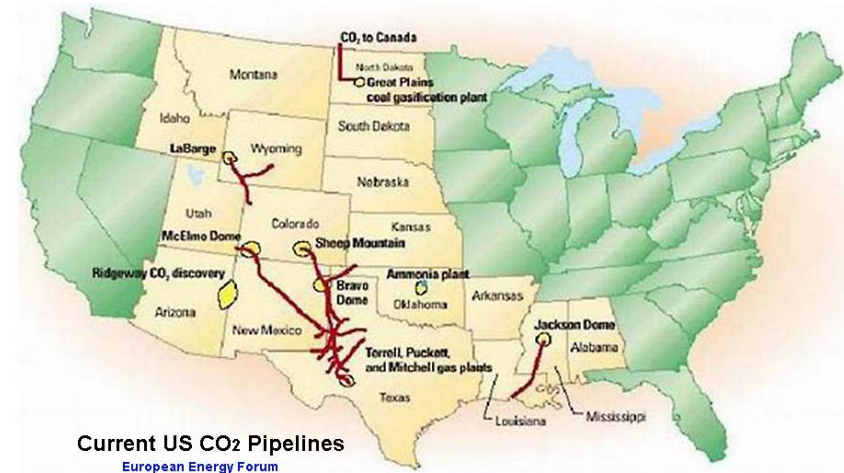 CO₂ to Canada
North Dakota
Great Plains
coal gasification plant
Montana
Idaho
South Dakota
LaBarge
Wyoming
Nebraska
Utah
Colorado
Kansas
McElmo Dome
Sheep Mountain
Ridgeway CO₂ discovery
Ammonia plant
Bravo
Dome
Oklahoma
Arkansas
Arizona
New Mexico
Jackson Dome
Alabama
Terrell, Puckett,
and Mitchell gas plants
Texas
Louisiana
Mississippi
Current US CO2 Pipelines
European Energy Forum